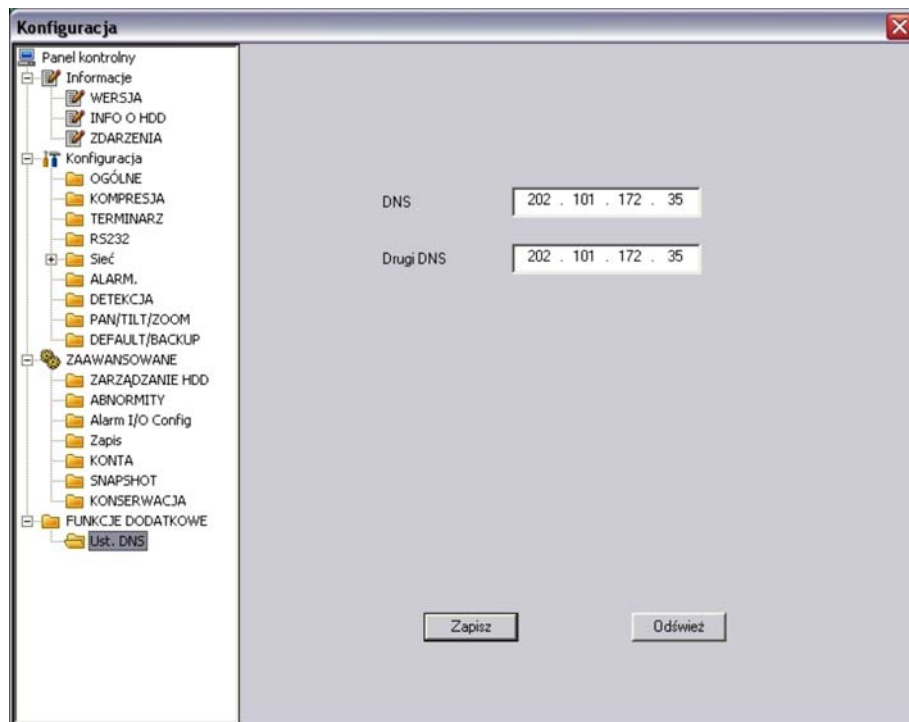 Konfiguracja
Panel kontrolny
Informacje
WERSJA
INFO O HDD
ZDARZENIA
Konfiguracja
OGÓLNE
KOMPRESJA
TERMINARZ
RS232
Sieć
ALARM.
DETEKCJA
PAN/TILT/ZOOM
DEFAULT/BACKUP
ZAAWANSOWANE
ZARZĄDZANIE HDD
ABNORMITY
Alarm I/O Config
Zapis
KONTA
SNAPSHOT
KONSERWACJA
FUNKCJE DODATKOWE
Ust. DNS
DNS 202 . 101 . 172 . 35
Drugi DNS 202 . 101 . 172 . 35
Zapisz Odśwież